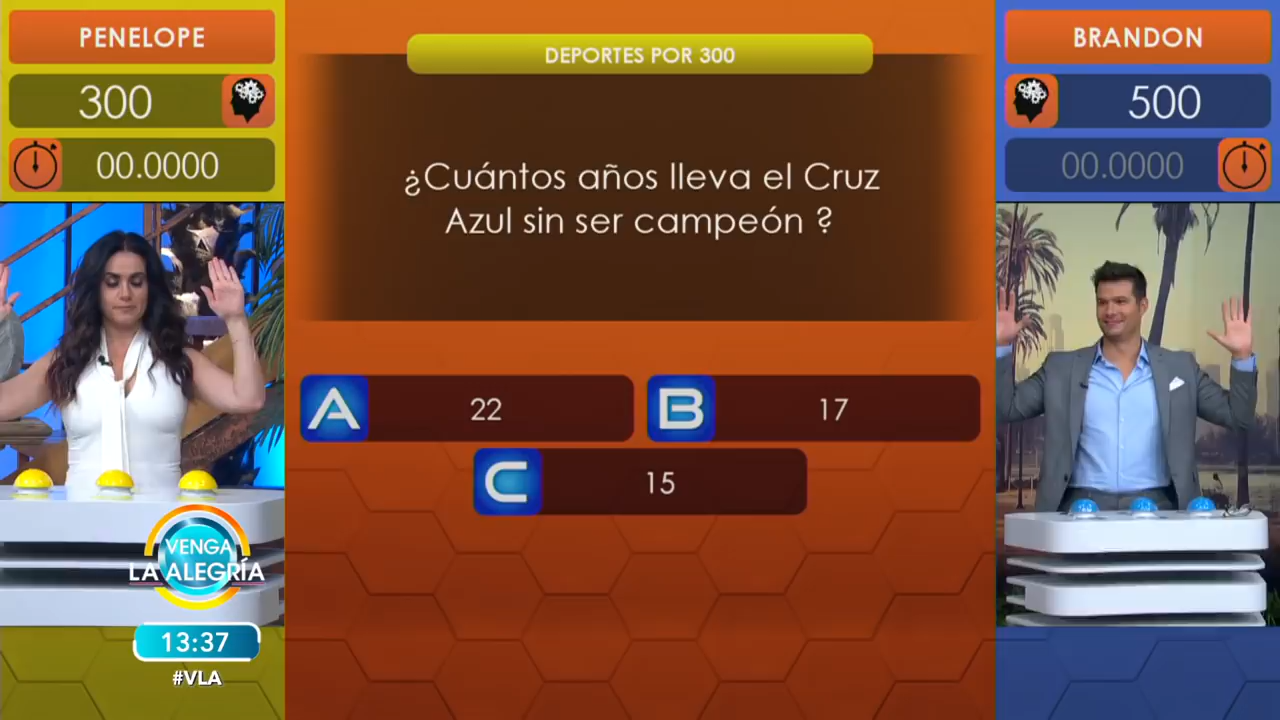 PENELOPE
300
00.0000
DEPORTES POR 300
¿Cuántos años lleva el Cruz
Azul sin ser campeón ?
A 22
B 17
C 15
BRANDON
500
00.0000
VENGA
LA ALEGRÍA
13:37
#VLA